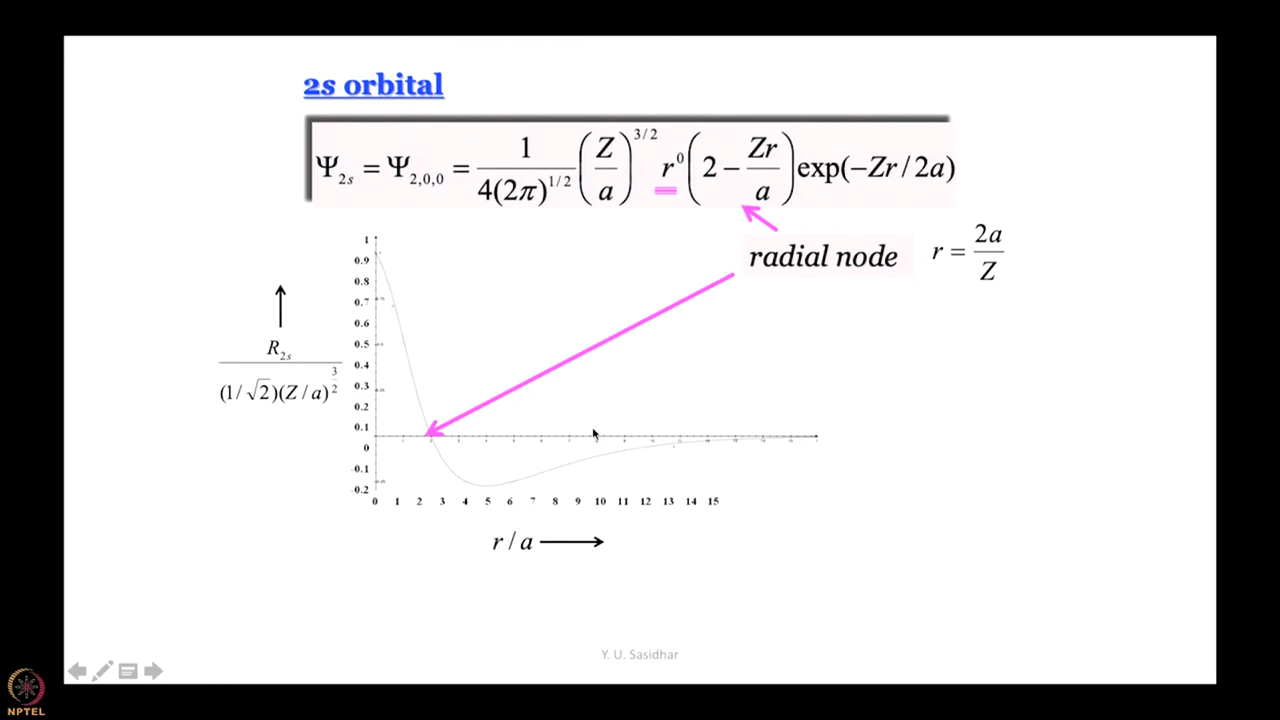 2s orbital
Ψ2s = Ψ2,0,0 = 1/4(2π)^1/2 (Z/a)^3/2 r^0 (2 − Zr/a) exp(−Zr / 2a)
radial node r = 2a/Z
R2s/(1/√2)(Z/a)^3/2
1
0.9
0.8
0.7
0.6
0.5
0.4
0.3
0.2
0.1
0
-0.1
-0.2
0 1 2 3 4 5 6 7 8 9 10 11 12 13 14 15
r / a
Y. U. Sasidhar
NPTEL